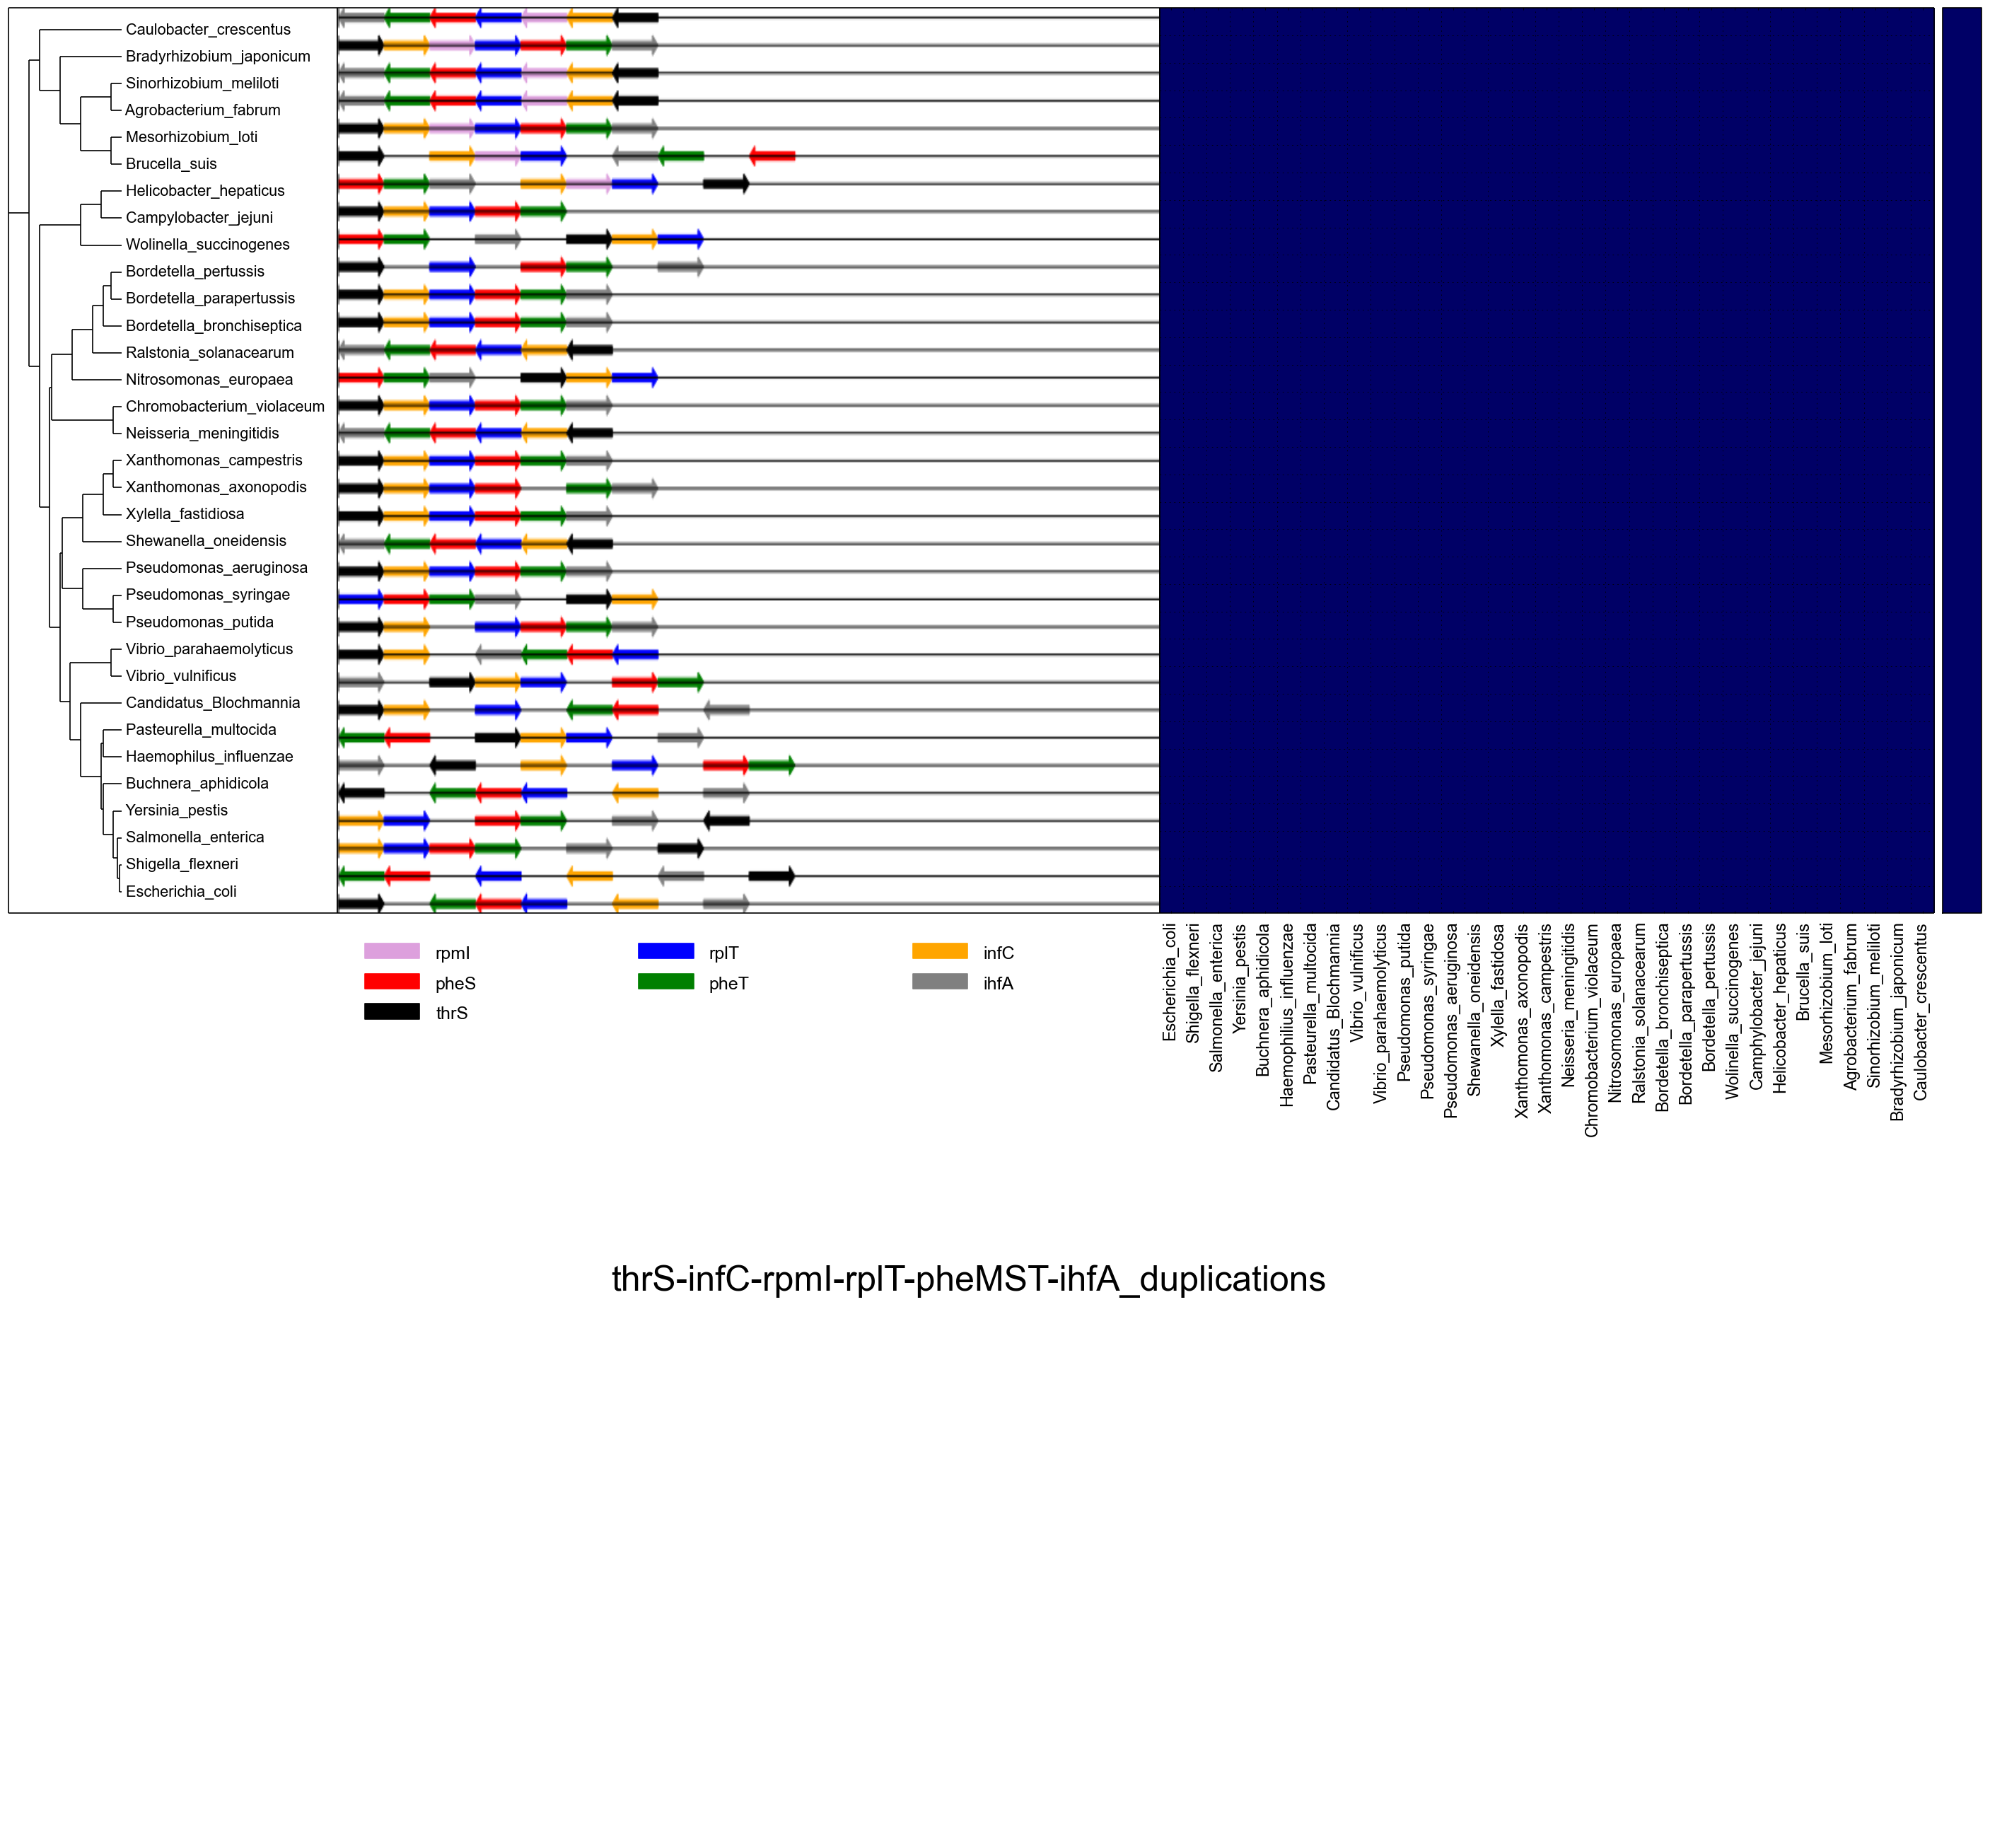 Caulobacter_crescentus
Bradyrhizobium_japonicum
Sinorhizobium_meliloti
Agrobacterium_fabrum
Mesorhizobium_loti
Brucella_suis
Helicobacter_hepaticus
Campylobacter_jejuni
Wolinella_succinogenes
Bordetella_pertussis
Bordetella_parapertussis
Bordetella_bronchiseptica
Ralstonia_solanacearum
Nitrosomonas_europaea
Chromobacterium_violaceum
Neisseria_meningitidis
Xanthomonas_campestris
Xanthomonas_axonopodis
Xylella_fastidiosa
Shewanella_oneidensis
Pseudomonas_aeruginosa
Pseudomonas_syringae
Pseudomonas_putida
Vibrio_parahaemolyticus
Vibrio_vulnificus
Candidatus_Blochmannia
Pasteurella_multocida
Haemophilus_influenzae
Buchnera_aphidicola
Yersinia_pestis
Salmonella_enterica
Shigella_flexneri
Escherichia_coli
rpmI rplT infC
pheS pheT ihfA
thrS
Escherichia_coli
Shigella_flexneri
Salmonella_enterica
Yersinia_pestis
Buchnera_aphidicola
Haemophilus_influenzae
Pasteurella_multocida
Candidatus_Blochmannia
Vibrio_vulnificus
Vibrio_parahaemolyticus
Pseudomonas_putida
Pseudomonas_syringae
Pseudomonas_aeruginosa
Shewanella_oneidensis
Xylella_fastidiosa
Xanthomonas_axonopodis
Xanthomonas_campestris
Neisseria_meningitidis
Chromobacterium_violaceum
Nitrosomonas_europaea
Ralstonia_solanacearum
Bordetella_bronchiseptica
Bordetella_parapertussis
Bordetella_pertussis
Wolinella_succinogenes
Camphylobacter_jejuni
Helicobacter_hepaticus
Brucella_suis
Mesorhizobium_loti
Agrobacterium_fabrum
Sinorhizobium_meliloti
Bradyrhizobium_japonicum
Caulobacter_crescentus
thrS-infC-rpmI-rplT-pheMST-ihfA_duplications